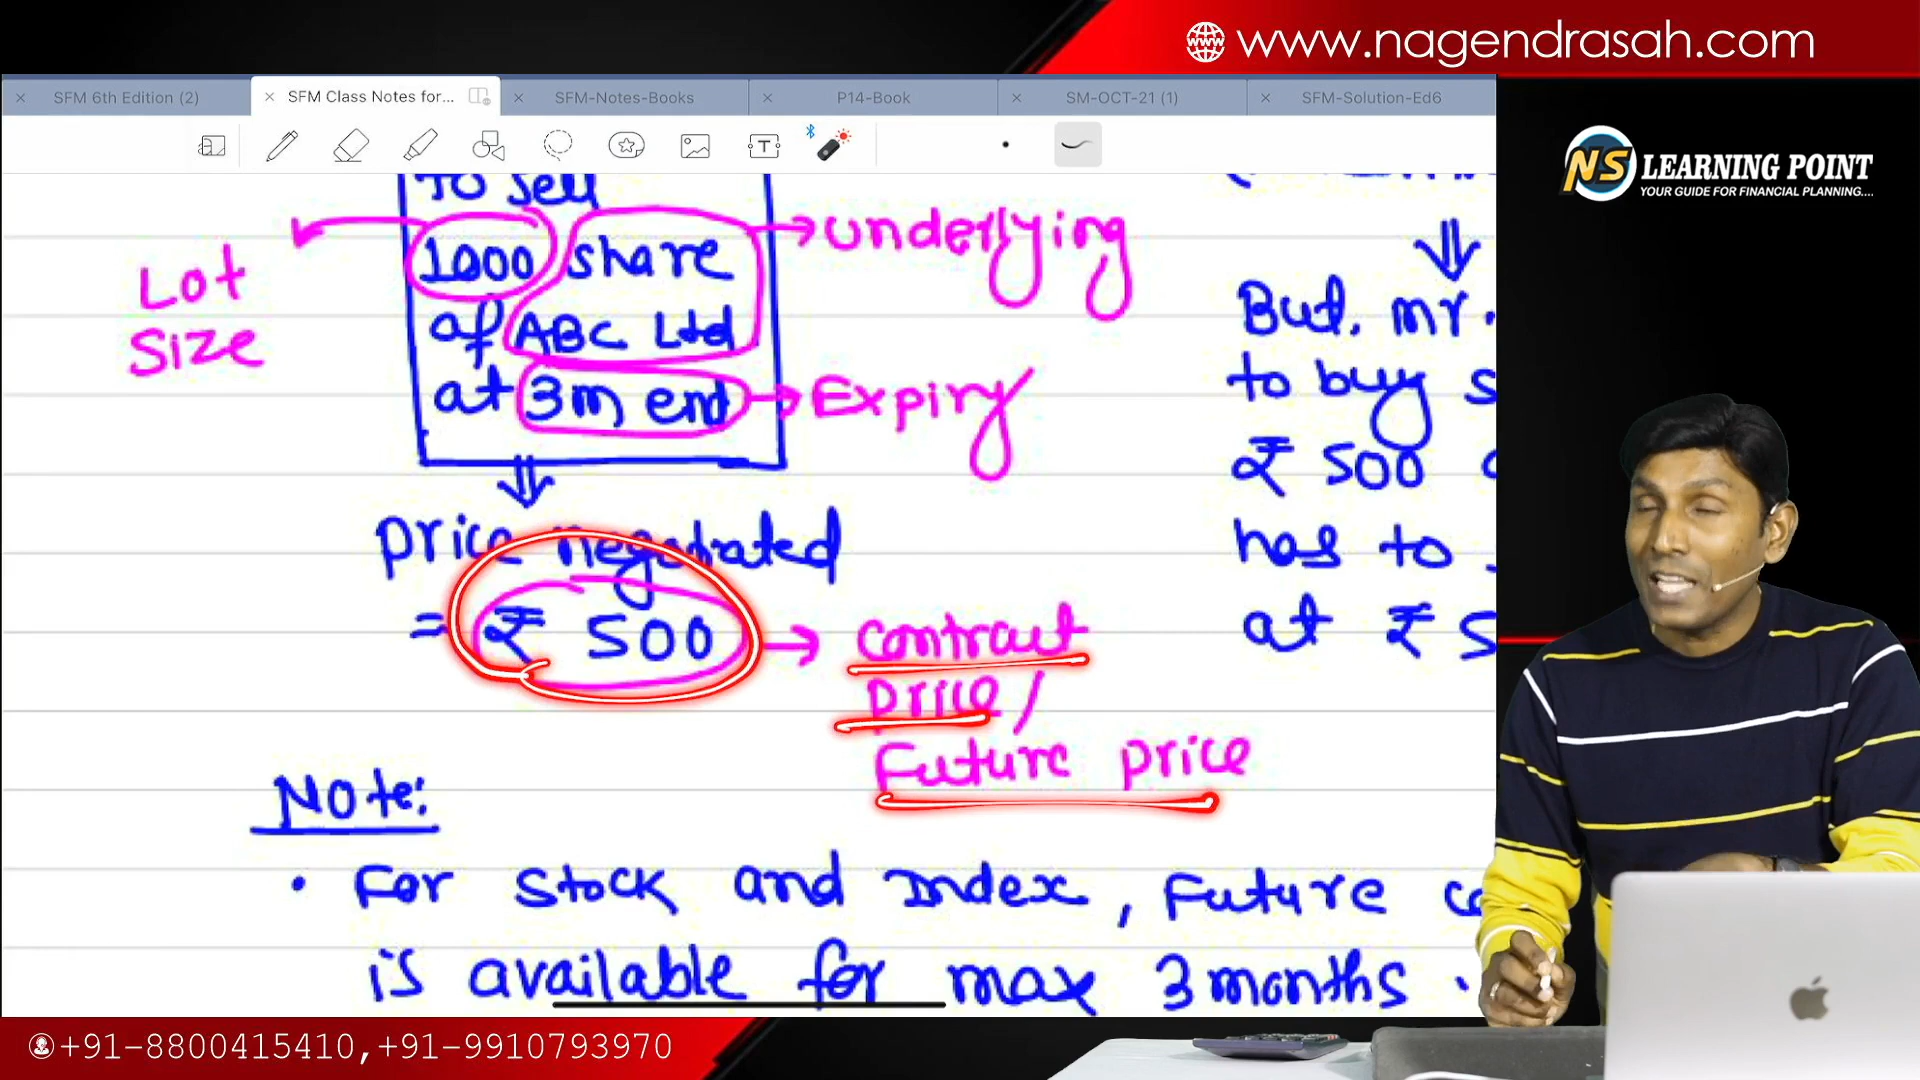 www.nagendrasah.com
SFM 6th Edition (2)
SFM Class Notes for...
SFM-Notes-Books
P14-Book
SM-OCT-21 (1)
SFM-Solution-Ed6
T
NS LEARNING POINT
YOUR GUIDE FOR FINANCIAL PLANNING....
to sell
1000 share
of ABC Ltd
at 3m end
Lot
Size
underlying
Expiry
price negotiated
= ₹ 500
contract
price/
Future price
But. mr.
to buy s
₹ 500
has to
at ₹ 5
Note:
• For stock and Index, Future co
is available for max 3 months.
+91-8800415410,+91-9910793970